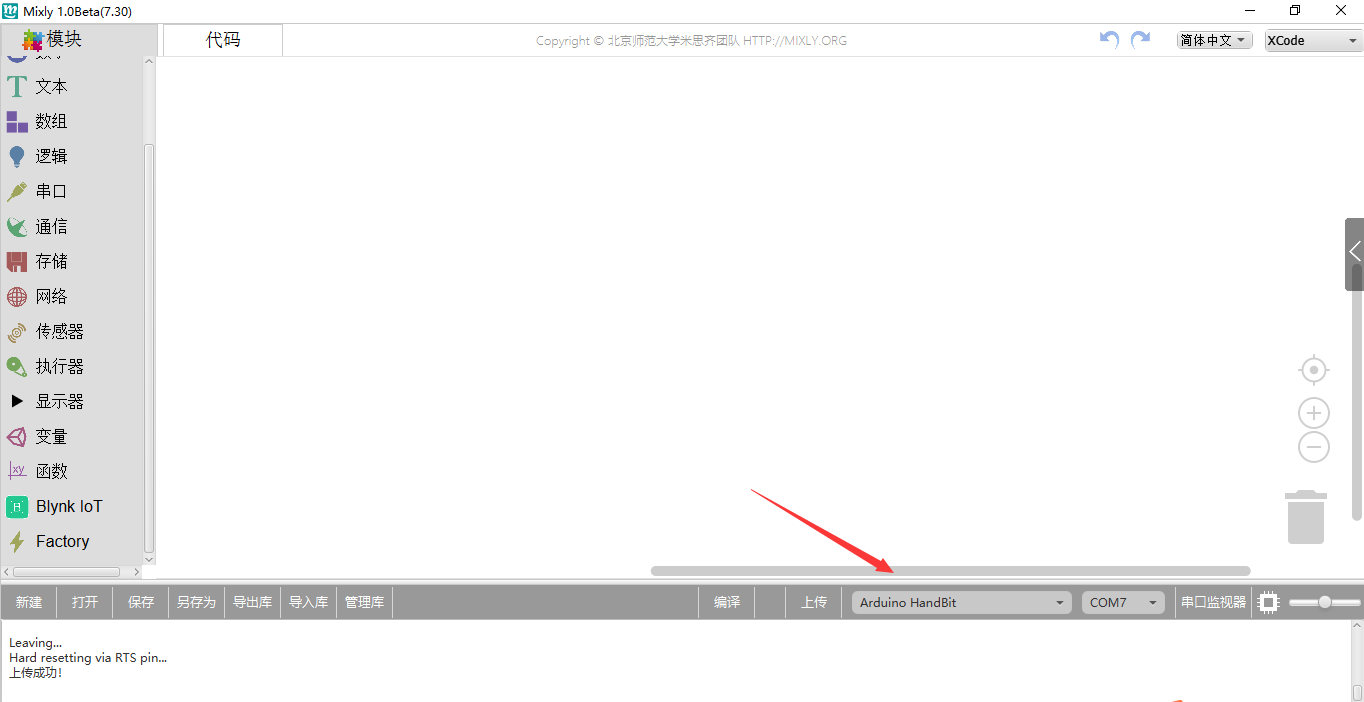 Mixly 1.0Beta(7.30)
模块
代码
Copyright © 北京师范大学米思齐团队 HTTP://MIXLY.ORG
简体中文
XCode
文本
数组
逻辑
串口
通信
存储
网络
传感器
执行器
显示器
变量
xy 函数
Blynk IoT
Factory
新建 打开 保存 另存为 导出库 导入库 管理库 编译 上传 Arduino HandBit COM7 串口监视器
Leaving...
Hard resetting via RTS pin...
上传成功!